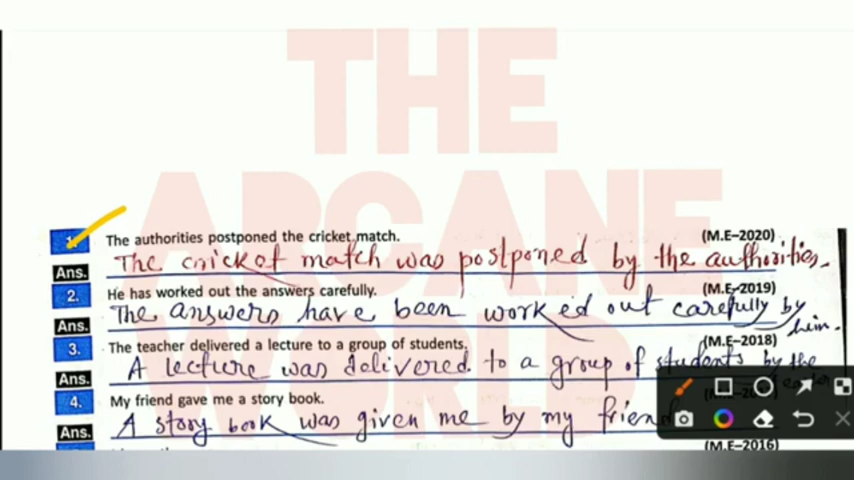 THE
ARCANE
WORLD
1. The authorities postponed the cricket match. (M.E-2020)
Ans. The cricket match was postponed by the authorities.
2. He has worked out the answers carefully. (M.E-2019)
Ans. The answers have been worked out carefully by him.
3. The teacher delivered a lecture to a group of students. (M.E-2018)
Ans. A lecture was delivered to a group of students by the
4. My friend gave me a story book.
Ans. A story book was given me by my friend
(M.E-2016)